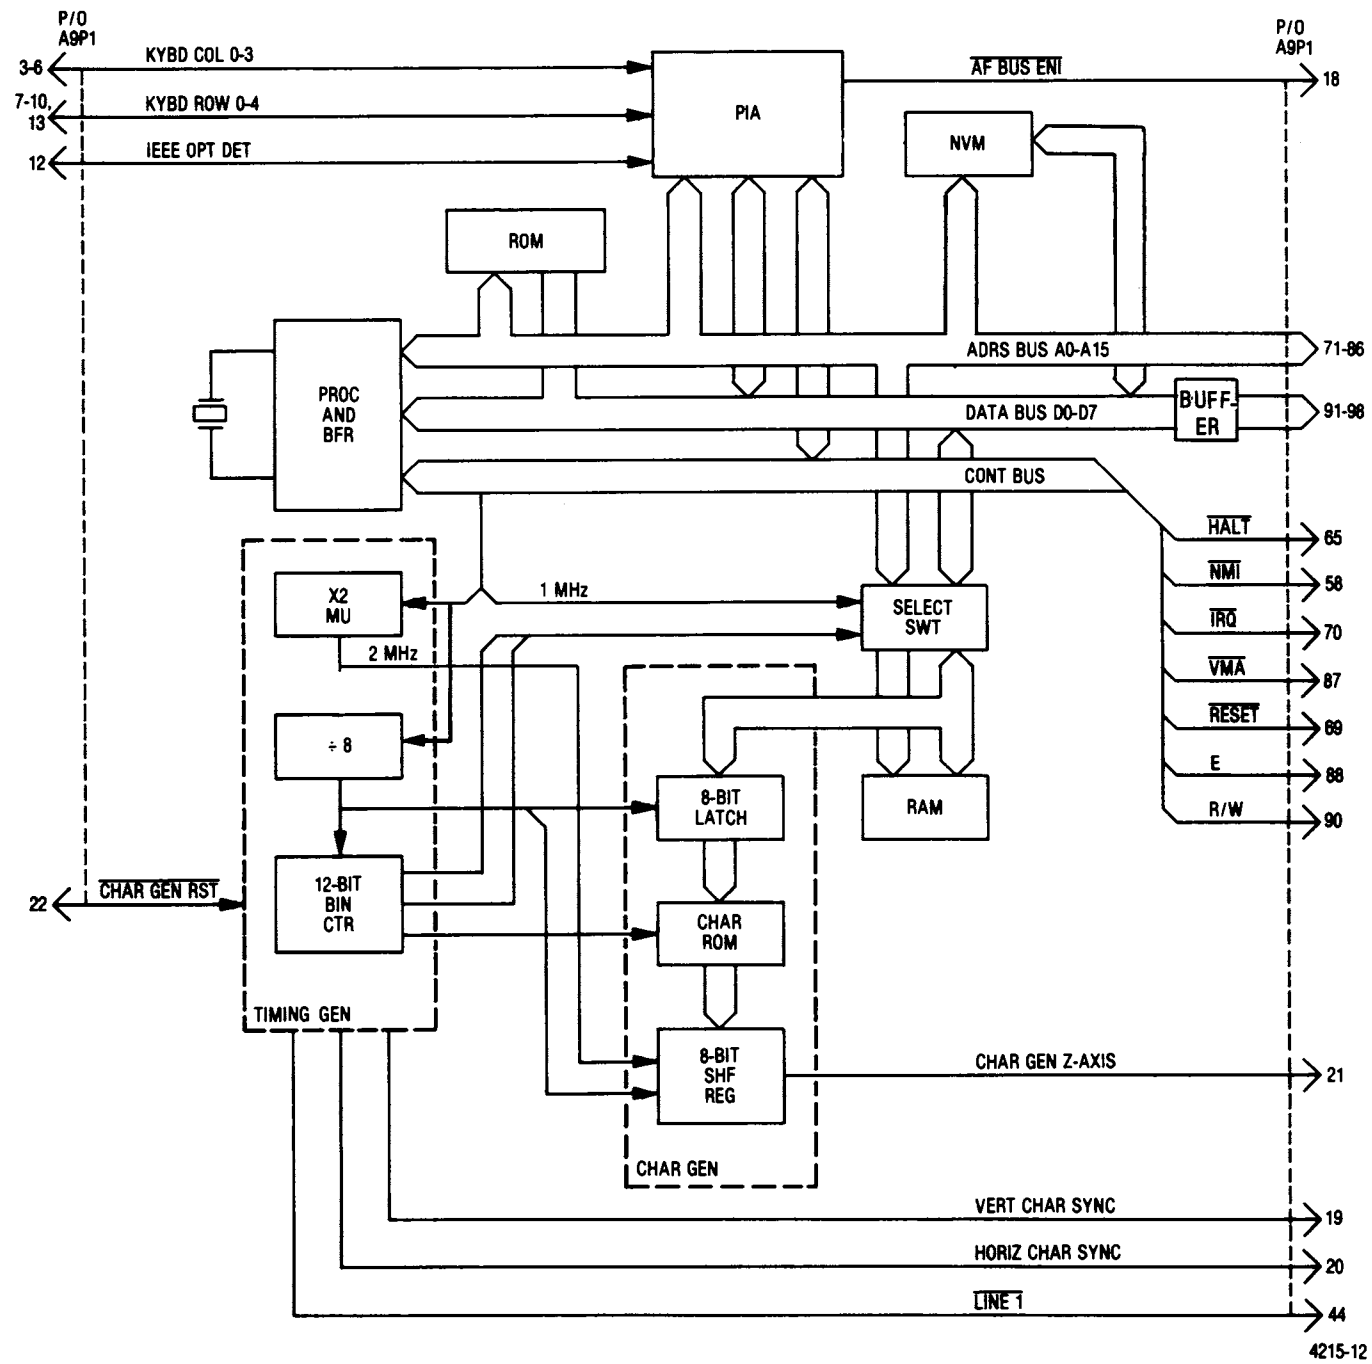 P/O
A9P1
P/O
A9P1
3-6
KYBD COL 0-3
AF BUS EN1
18
7-10,
13
KYBD ROW 0-4
PIA
NVM
12
IEEE OPT DET
ROM
ADRS BUS A0-A15
71-86
PROC
AND
BFR
DATA BUS D0-D7
BUFF-
ER
91-98
CONT BUS
HALT
65
X2
MU
1 MHz
SELECT
SWT
NMI
58
IRQ
70
2 MHz
VMA
87
RESET
69
÷ 8
E
88
8-BIT
LATCH
RAM
R/W
90
22
CHAR GEN RST
12-BIT
BIN
CTR
CHAR
ROM
TIMING GEN
8-BIT
SHF
REG
CHAR GEN Z-AXIS
21
CHAR GEN
VERT CHAR SYNC
19
HORIZ CHAR SYNC
20
LINE 1
44
4215-12